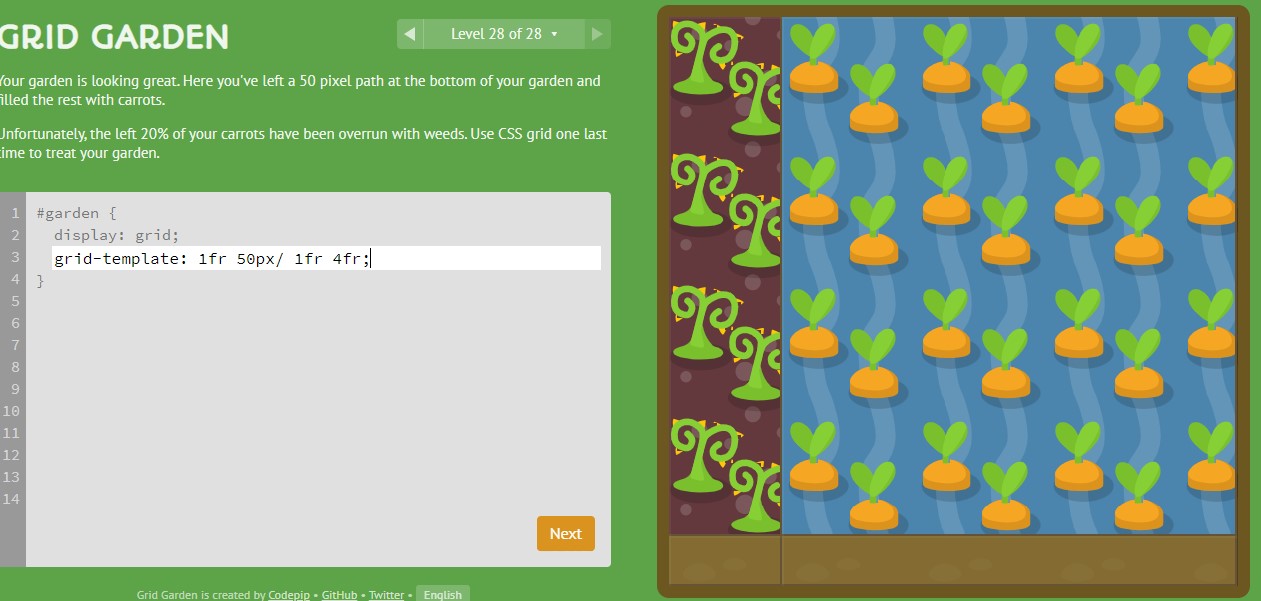 GRID GARDEN
◀ Level 28 of 28 ▾ ▶
Your garden is looking great. Here you've left a 50 pixel path at the bottom of your garden and
filled the rest with carrots.
Unfortunately, the left 20% of your carrots have been overrun with weeds. Use CSS grid one last
time to treat your garden.
1 #garden {
2 display: grid;
3 grid-template: 1fr 50px/ 1fr 4fr;
4 }
5
6
7
8
9
10
11
12
13
14
Next
Grid Garden is created by Codepip • GitHub • Twitter • English